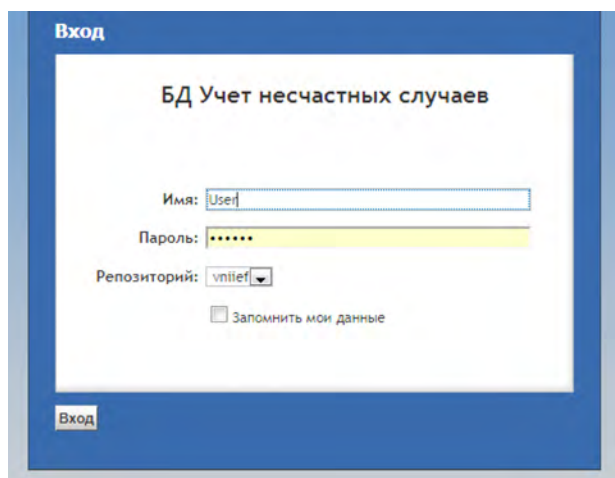 Вход
БД Учет несчастных случаев
Имя: User
Пароль: ••••••
Репозиторий: vniief
Запомнить мои данные
Вход